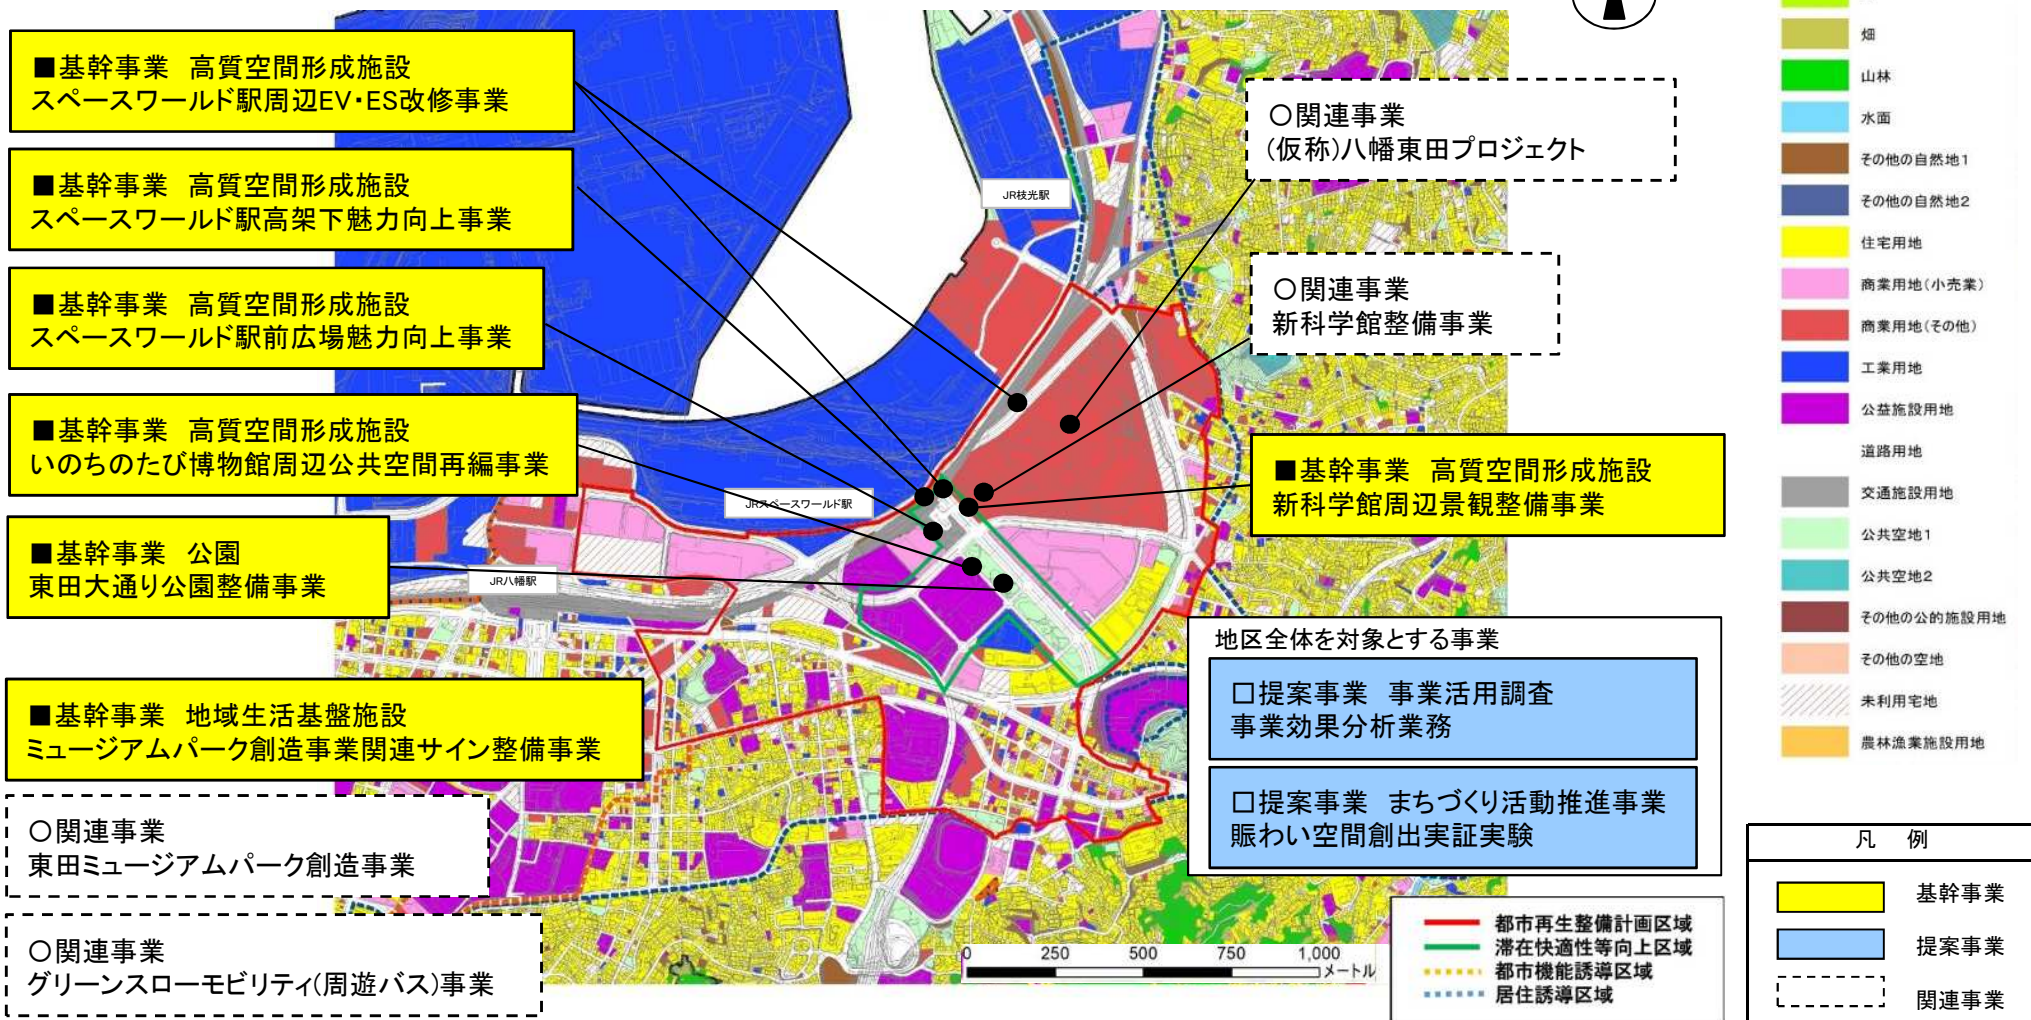 ■基幹事業 高質空間形成施設
スペースワールド駅周辺EV・ES改修事業
■基幹事業 高質空間形成施設
スペースワールド駅高架下魅力向上事業
■基幹事業 高質空間形成施設
スペースワールド駅前広場魅力向上事業
■基幹事業 高質空間形成施設
いのちのたび博物館周辺公共空間再編事業
■基幹事業 公園
東田大通り公園整備事業
■基幹事業 地域生活基盤施設
ミュージアムパーク創造事業関連サイン整備事業
○関連事業
東田ミュージアムパーク創造事業
○関連事業
グリーンスローモビリティ(周遊バス)事業
JR枝光駅
JRスペースワールド駅
JR八幡駅
○関連事業
(仮称)八幡東田プロジェクト
○関連事業
新科学館整備事業
■基幹事業 高質空間形成施設
新科学館周辺景観整備事業
地区全体を対象とする事業
□提案事業 事業活用調査
事業効果分析業務
□提案事業 まちづくり活動推進事業
賑わい空間創出実証実験
0 250 500 750 1,000
メートル
都市再生整備計画区域
滞在快適性等向上区域
都市機能誘導区域
居住誘導区域
畑
山林
水面
その他の自然地1
その他の自然地2
住宅用地
商業用地(小売業)
商業用地(その他)
工業用地
公益施設用地
道路用地
交通施設用地
公共空地1
公共空地2
その他の公的施設用地
その他の空地
未利用宅地
農林漁業施設用地
凡 例
基幹事業
提案事業
関連事業